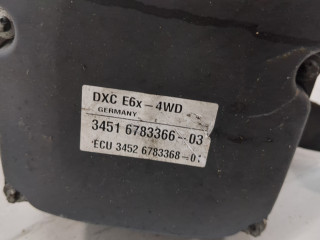 DXC E6x-4WD
GERMANY
3451 6783366-03
ECU 3452 6783368-0